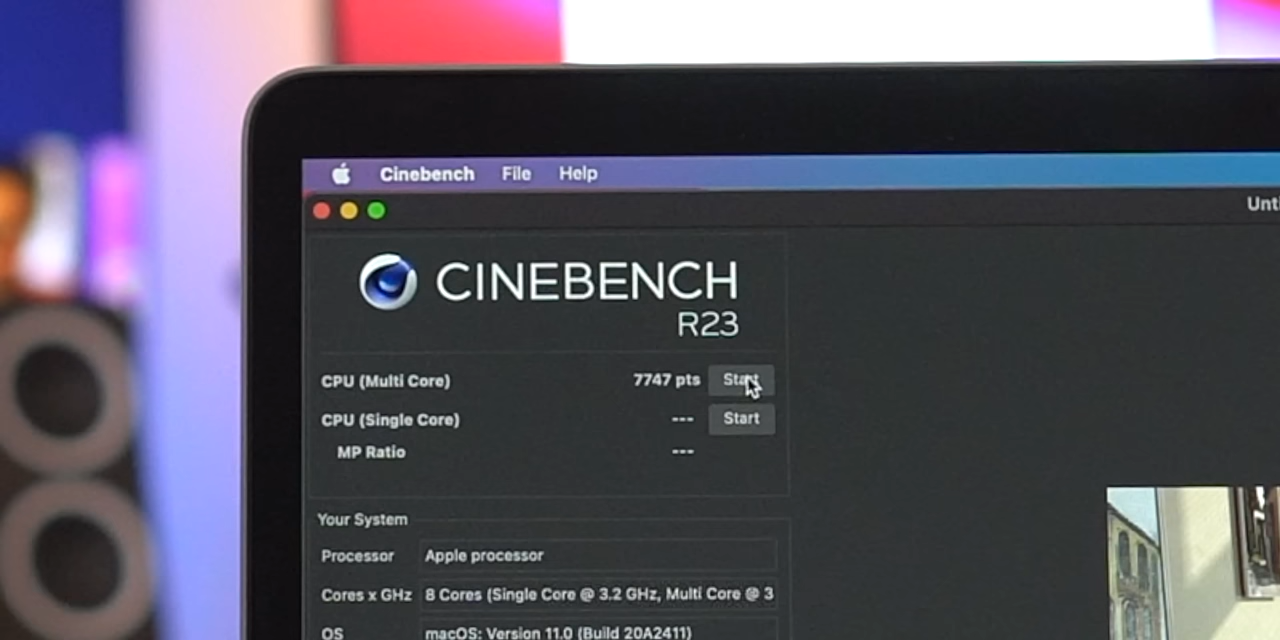 Cinebench File Help
CINEBENCH
R23
CPU (Multi Core) 7747 pts Start
CPU (Single Core) --- Start
MP Ratio ---
Your System
Processor Apple processor
Cores x GHz 8 Cores (Single Core @ 3.2 GHz, Multi Core @ 3
OS macOS: Version 11.0 (Build 20A2411)